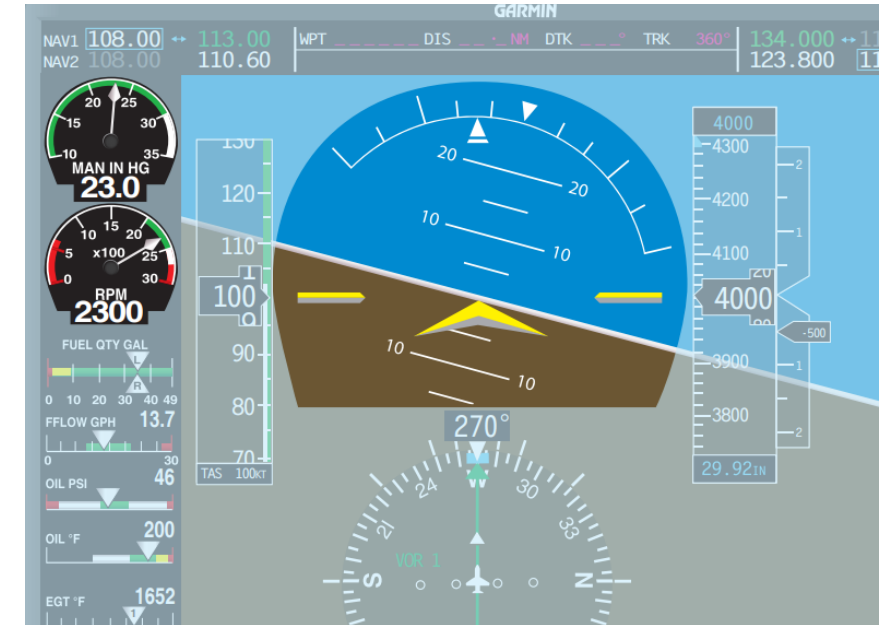 GARMIN
NAV1 108.00 ↔ 113.00 WPT _ _ _ _ _ _ DIS _ _ . _ NM DTK _ _ _ ° TRK 360° 134.000 ↔ 11
NAV2 108.00 110.60 123.800 11
20 25
15 30
10 35
MAN IN HG
23.0
15
10 20
5 x100 25
0 30
RPM
2300
FUEL QTY GAL
L
R
0 10 20 30 40 49
FFLOW GPH 13.7
0 30
OIL PSI 46
OIL °F 200
EGT °F 1652
1
130
120
110
100
90
80
70
TAS 100KT
20 20
10 10
10 10
4000
4300
4200
4100
20
4000
3900
3800
29.92IN
2
1
-500
1
2
270°
24 30
21 33
VOR 1
S N